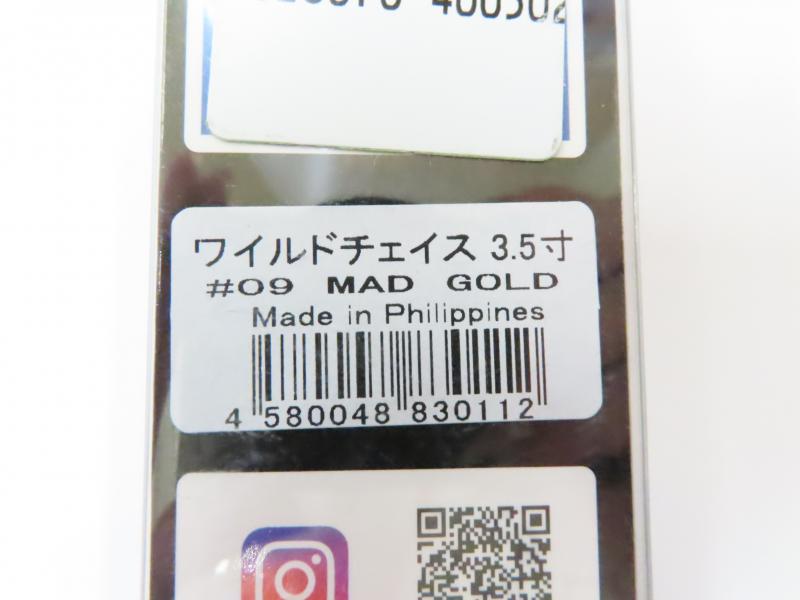 ワイルドチェイス 3.5寸
#09 MAD GOLD
Made in Philippines
4 580048 830112